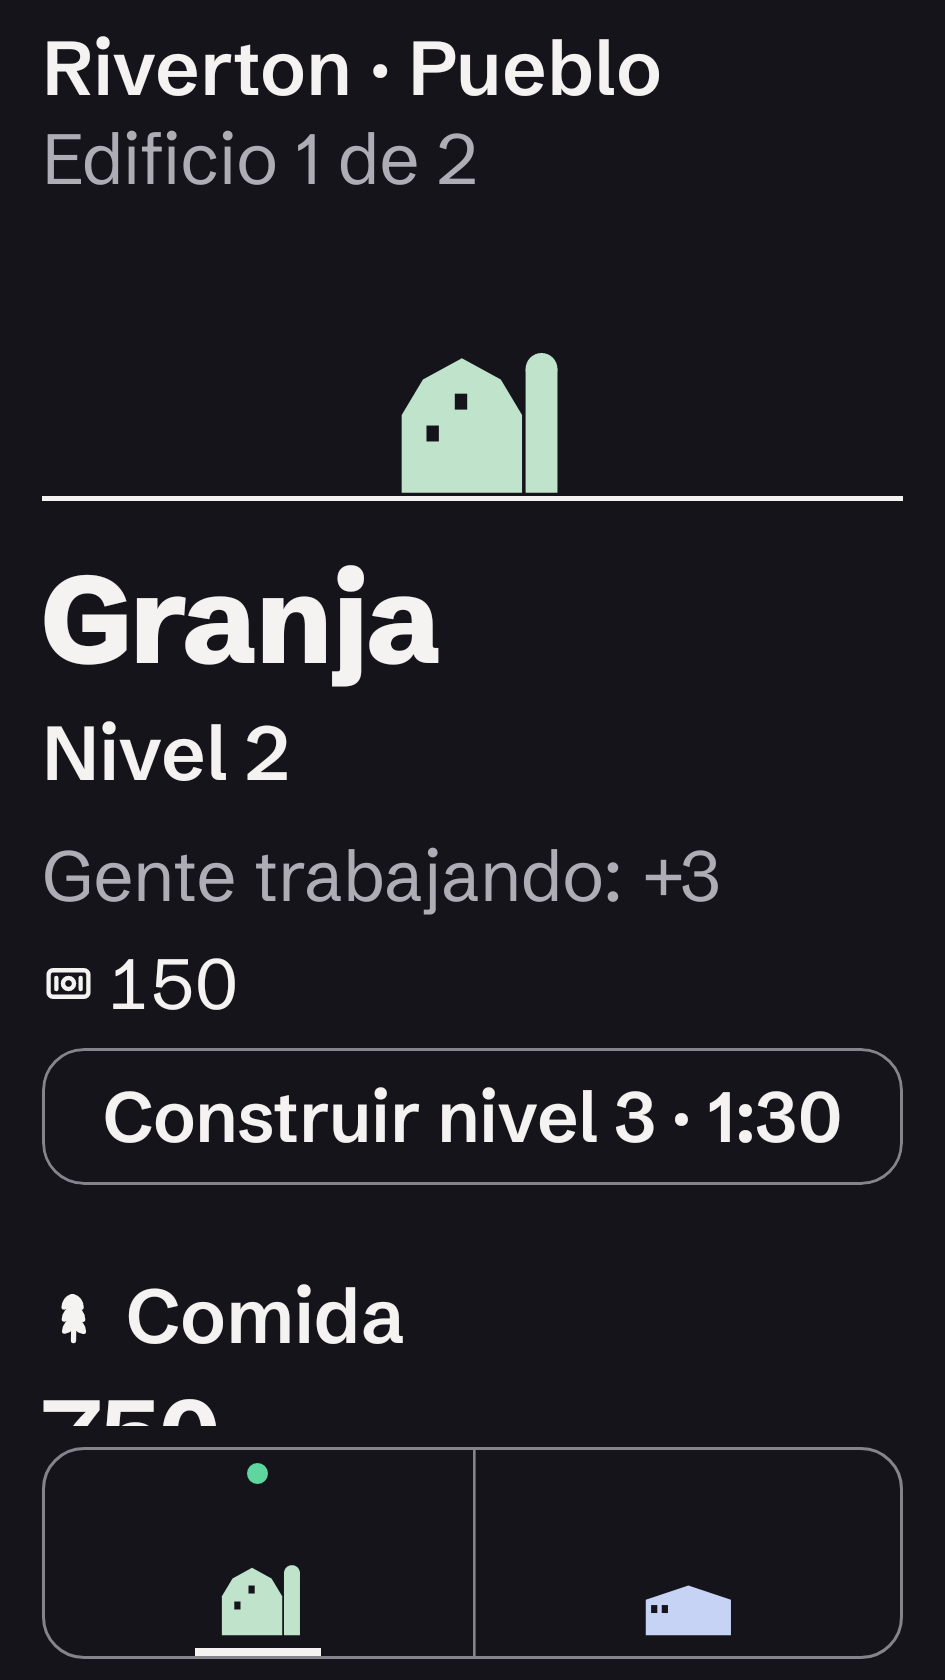 Riverton · Pueblo
Edificio 1 de 2
Granja
Nivel 2
Gente trabajando: +3
150
Construir nivel 3 · 1:30
Comida